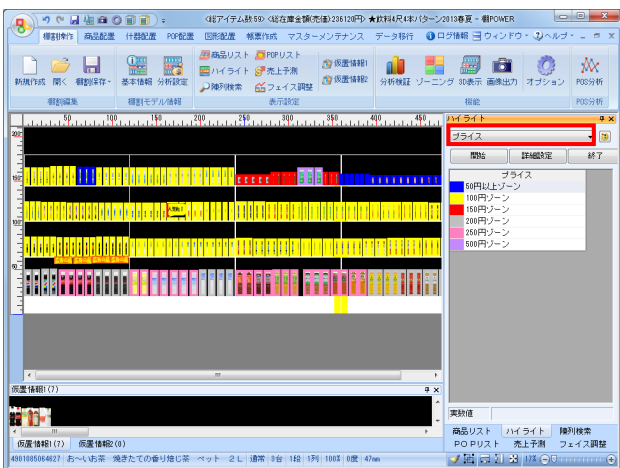 <総アイテム数:59> <総在庫金額(売価):236120円> ★飲料4尺4本パターン2013春夏 - 棚POWER
棚割操作 商品配置 什器配置 POP配置 図形配置 帳票作成 マスターメンテナンス データ移行 ログ情報 ウィンドウ ヘルプ
商品リスト POPリスト 仮置情報1
新規作成 開く 棚割保存 基本情報 分析設定 ハイライト 売上予測 仮置情報2 分析検証 ゾーニング 3D表示 画像出力 オプション POS分析
陳列検索 フェイス調整
棚割編集 棚割モデル/情報 表示設定 機能 POS分析
50 100 150 200 250 300 350 400 450
ハイライト
200
プライス
開始 詳細設定 終了
プライス
50円以上ゾーン
150
100円ゾーン
150円ゾーン
200円ゾーン
100
250円ゾーン
500円ゾーン
50
仮置情報1(7)
実数値
商品リスト ハイライト 陳列検索
仮置情報1(7) 仮置情報2(0)
POPリスト 売上予測 フェイス調整
4901085064627 お~いお茶 焼きたての香り焙じ茶 ペット 2L 通常 3台 1段 1列 100% 0度 47mm 17%